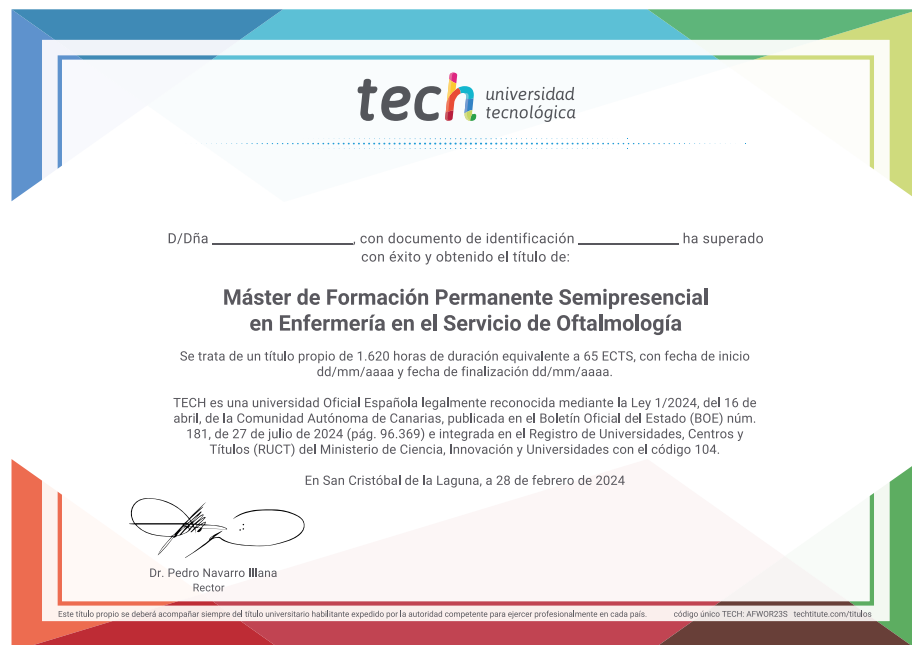 tech universidad
tecnológica
D/Dña ____________________, con documento de identificación ______________ ha superado
con éxito y obtenido el título de:
Máster de Formación Permanente Semipresencial
en Enfermería en el Servicio de Oftalmología
Se trata de un título propio de 1.620 horas de duración equivalente a 65 ECTS, con fecha de inicio
dd/mm/aaaa y fecha de finalización dd/mm/aaaa.
TECH es una universidad Oficial Española legalmente reconocida mediante la Ley 1/2024, del 16 de
abril, de la Comunidad Autónoma de Canarias, publicada en el Boletín Oficial del Estado (BOE) núm.
181, de 27 de julio de 2024 (pág. 96.369) e integrada en el Registro de Universidades, Centros y
Títulos (RUCT) del Ministerio de Ciencia, Innovación y Universidades con el código 104.
En San Cristóbal de la Laguna, a 28 de febrero de 2024
Dr. Pedro Navarro Illana
Rector
Este título propio se deberá acompañar siempre del título universitario habilitante expedido por la autoridad competente para ejercer profesionalmente en cada país. código único TECH: AFWOR23S techtitute.com/titulos